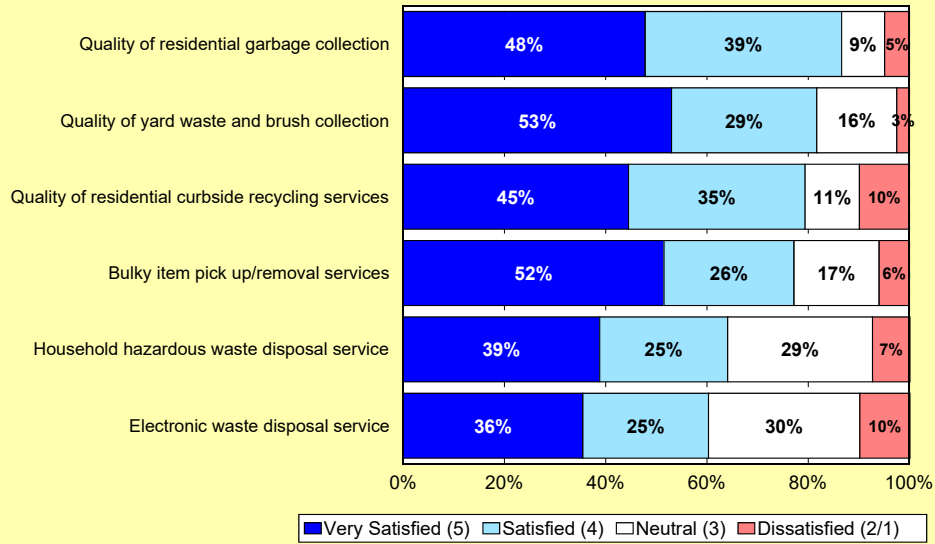 Quality of residential garbage collection 48% 39% 9% 5%
Quality of yard waste and brush collection 53% 29% 16% 3%
Quality of residential curbside recycling services 45% 35% 11% 10%
Bulky item pick up/removal services 52% 26% 17% 6%
Household hazardous waste disposal service 39% 25% 29% 7%
Electronic waste disposal service 36% 25% 30% 10%
0% 20% 40% 60% 80% 100%
Very Satisfied (5) Satisfied (4) Neutral (3) Dissatisfied (2/1)